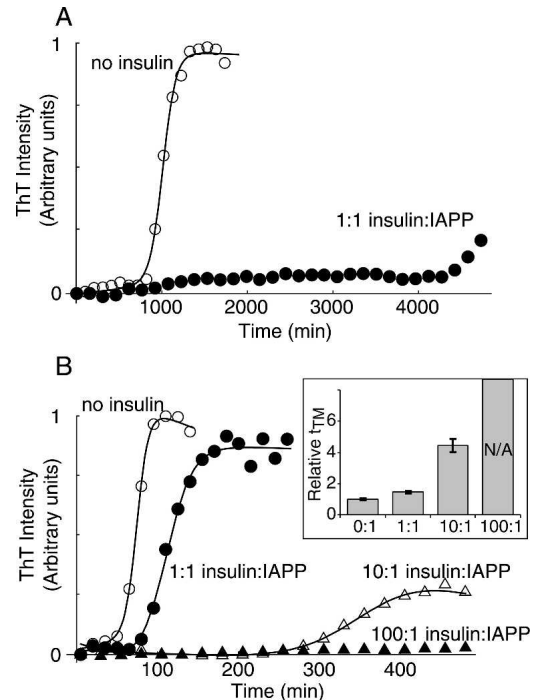 A
1
no insulin
ThT Intensity
(Arbitrary units)
1:1 insulin:IAPP
0
1000 2000 3000 4000
Time (min)
B
1
no insulin
ThT Intensity
(Arbitrary units)
1:1 insulin:IAPP
10:1 insulin:IAPP
100:1 insulin:IAPP
0
100 200 300 400
Time (min)
Relative tTM
6
4
2
0
N/A
0:1 1:1 10:1 100:1